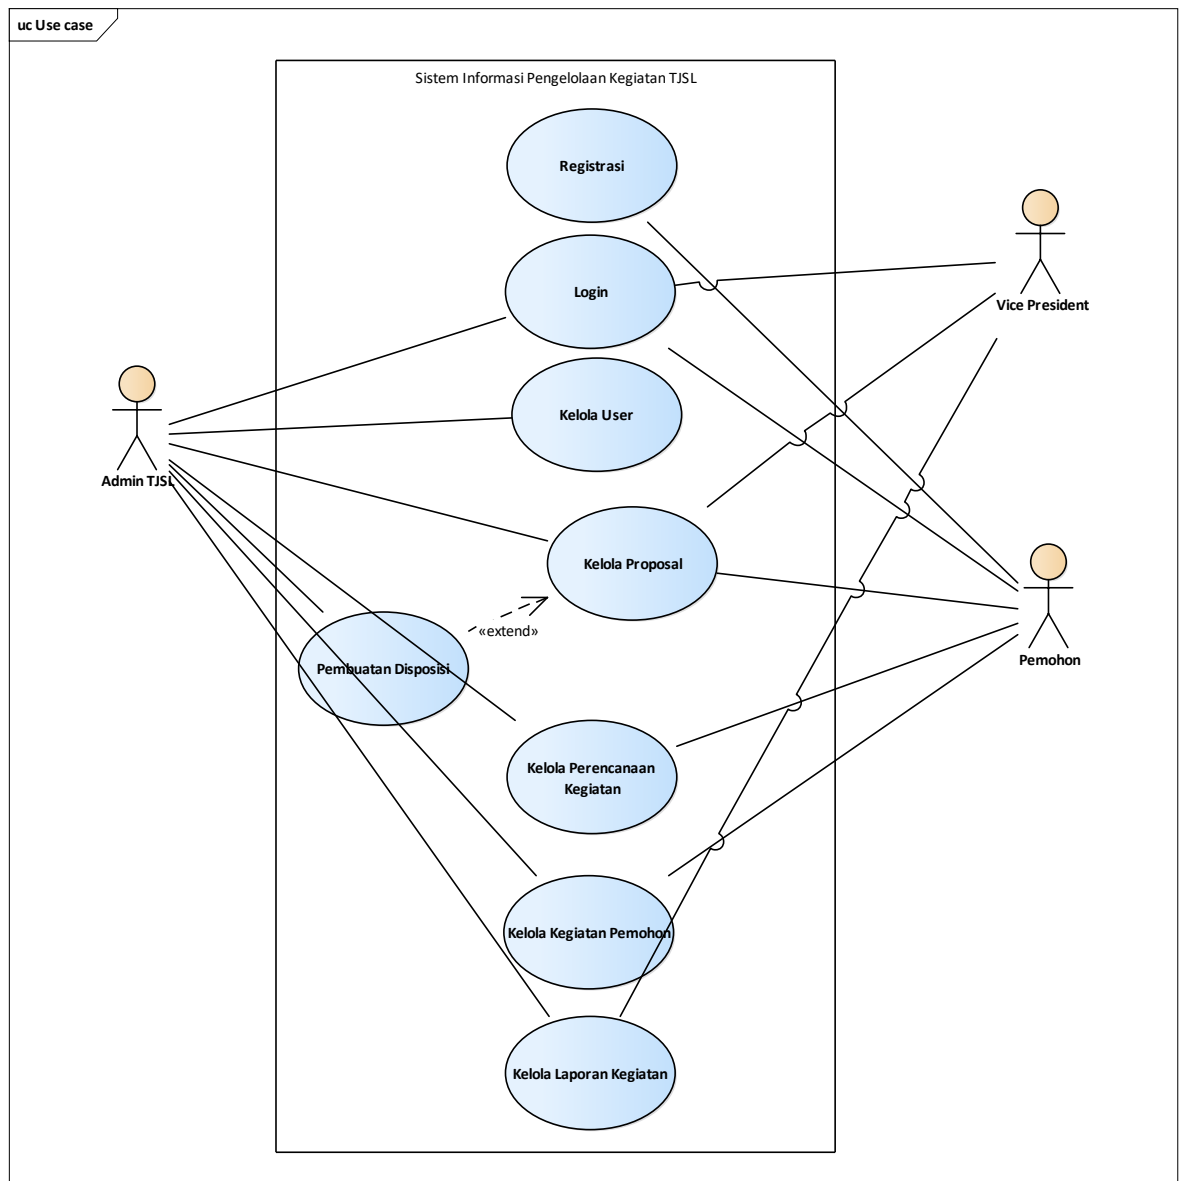 uc Use case
Sistem Informasi Pengelolaan Kegiatan TJSL
Registrasi
Login
Vice President
Kelola User
Admin TJSL
Kelola Proposal
«extend»
Pembuatan Disposisi
Pemohon
Kelola Perencanaan
Kegiatan
Kelola Kegiatan Pemohon
Kelola Laporan Kegiatan